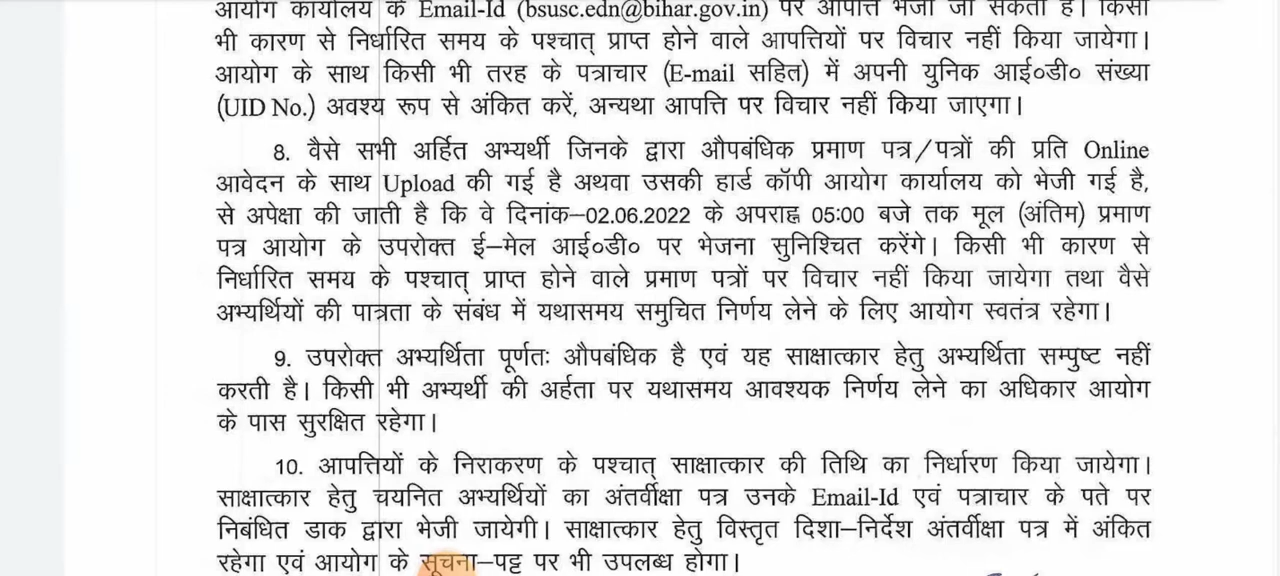 आयोग कार्यालय के Email-Id (bsusc.edn@bihar.gov.in) पर आपत्ति भेजी जा सकती है। किसी
भी कारण से निर्धारित समय के पश्चात् प्राप्त होने वाले आपत्तियों पर विचार नहीं किया जायेगा।
आयोग के साथ किसी भी तरह के पत्राचार (E-mail सहित) में अपनी युनिक आई०डी० संख्या
(UID No.) अवश्य रूप से अंकित करें, अन्यथा आपत्ति पर विचार नहीं किया जाएगा।
8. वैसे सभी अर्हित अभ्यर्थी जिनके द्वारा औपबंधिक प्रमाण पत्र/पत्रों की प्रति Online
आवेदन के साथ Upload की गई है अथवा उसकी हार्ड कॉपी आयोग कार्यालय को भेजी गई है,
से अपेक्षा की जाती है कि वे दिनांक–02.06.2022 के अपराह्न 05:00 बजे तक मूल (अंतिम) प्रमाण
पत्र आयोग के उपरोक्त ई–मेल आई०डी० पर भेजना सुनिश्चित करेंगे। किसी भी कारण से
निर्धारित समय के पश्चात् प्राप्त होने वाले प्रमाण पत्रों पर विचार नहीं किया जायेगा तथा वैसे
अभ्यर्थियों की पात्रता के संबंध में यथासमय समुचित निर्णय लेने के लिए आयोग स्वतंत्र रहेगा।
9. उपरोक्त अभ्यर्थिता पूर्णतः औपबंधिक है एवं यह साक्षात्कार हेतु अभ्यर्थिता सम्पुष्ट नहीं
करती है। किसी भी अभ्यर्थी की अर्हता पर यथासमय आवश्यक निर्णय लेने का अधिकार आयोग
के पास सुरक्षित रहेगा।
10. आपत्तियों के निराकरण के पश्चात् साक्षात्कार की तिथि का निर्धारण किया जायेगा।
साक्षात्कार हेतु चयनित अभ्यर्थियों का अंतर्वीक्षा पत्र उनके Email-Id एवं पत्राचार के पते पर
निबंधित डाक द्वारा भेजी जायेगी। साक्षात्कार हेतु विस्तृत दिशा–निर्देश अंतर्वीक्षा पत्र में अंकित
रहेगा एवं आयोग के सूचना–पट्ट पर भी उपलब्ध होगा।